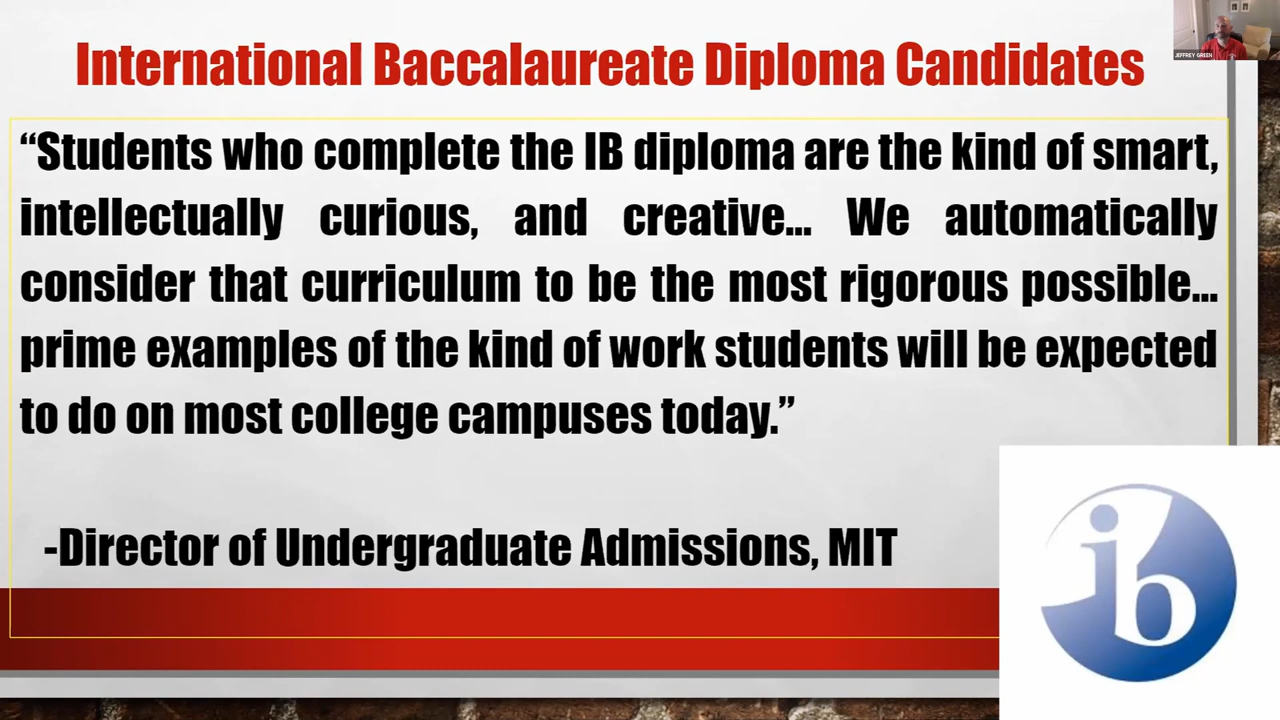 International Baccalaureate Diploma Candidates
JEFFREY GREEN
“Students who complete the IB diploma are the kind of smart,
intellectually curious, and creative... We automatically
consider that curriculum to be the most rigorous possible...
prime examples of the kind of work students will be expected
to do on most college campuses today.”
-Director of Undergraduate Admissions, MIT
ib